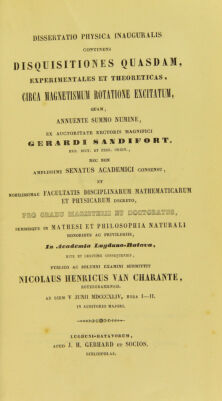 DISSERTATIO PHYSICA INAUGURALIS
CONTINENS
DISQUISITIONES QUASDAM,
EXPERIMENTALES ET THEORETICAS,
CIRCA MAGNETISMUM ROTATIONE EXCITATUM,
QUAM,
ANNUENTE SUMMO NUMINE,
EX AUCTORITATE RECTORIS MAGNIFICI
GERARDI SANDIFORT,
MED. DOCT. ET PROF. ORDIN.,
NEC NON
AMPLISSIMI SENATUS ACADEMICI CONSENSU,
ET
NOBILISSIMAE FACULTATIS DISCIPLINARUM MATHEMATICARUM
ET PHYSICARUM DECRETO,
PRO GRADU MAGISTERII ET DOCTORATUS,
SUMMISQUE IN MATHESI ET PHILOSOPHIA NATURALI
HONORIBUS AC PRIVILEGIIS,
In Academia Lugduno-Batava,
RITE ET LEGITIME CONSEQUENDIS,
PUBLICO AC SOLEMNI EXAMINI SUBMITTIT
NICOLAUS HENRICUS VAN CHARANTE,
ROTERODAMENSIS.
AD DIEM V JUNII MDCCCXLIV, HORA I—II.
IN AUDITORIO MAJORI.
LUGDUNI-BATAVORUM,
APUD J. H. GEBHARD ET SOCIOS,
BIBLIOPOLAS.